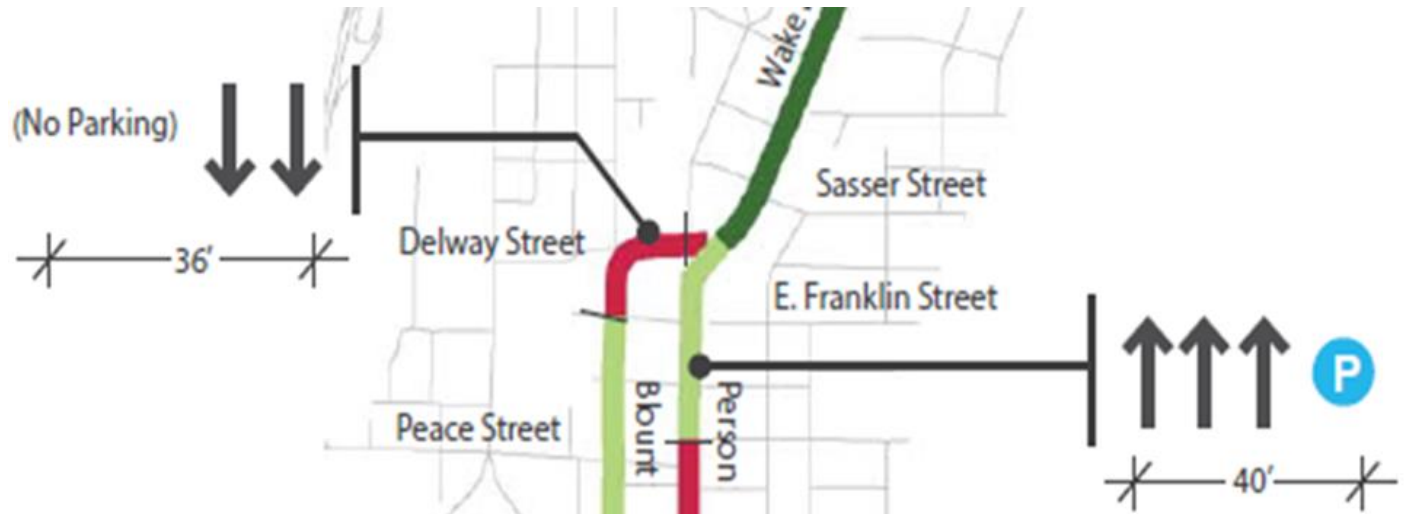 Wake
(No Parking)
Sasser Street
Delway Street
36'
E. Franklin Street
P
Person
Blount
Peace Street
40'